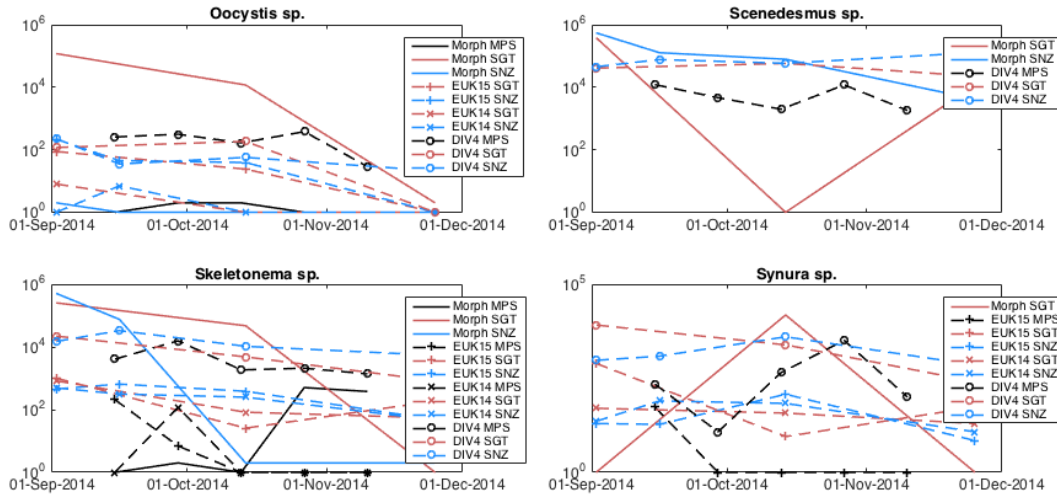 Oocystis sp.
10^6
10^4
10^2
10^0
01-Sep-2014 01-Oct-2014 01-Nov-2014 01-Dec-2014
Morph MPS
Morph SGT
Morph SNZ
EUK15 SGT
EUK15 SNZ
EUK14 SGT
EUK14 SNZ
DIV4 MPS
DIV4 SGT
DIV4 SNZ
Scenedesmus sp.
10^6
10^4
10^2
10^0
01-Sep-2014 01-Oct-2014 01-Nov-2014 01-Dec-2014
Morph SGT
Morph SNZ
DIV4 MPS
DIV4 SGT
DIV4 SNZ
Skeletonema sp.
10^6
10^4
10^2
10^0
01-Sep-2014 01-Oct-2014 01-Nov-2014 01-Dec-2014
Morph MPS
Morph SGT
Morph SNZ
EUK15 MPS
EUK15 SGT
EUK15 SNZ
EUK14 MPS
EUK14 SGT
EUK14 SNZ
DIV4 MPS
DIV4 SGT
DIV4 SNZ
Synura sp.
10^5
10^0
01-Sep-2014 01-Oct-2014 01-Nov-2014 01-Dec-2014
Morph SGT
EUK15 MPS
EUK15 SGT
EUK15 SNZ
EUK14 SGT
EUK14 SNZ
DIV4 MPS
DIV4 SGT
DIV4 SNZ